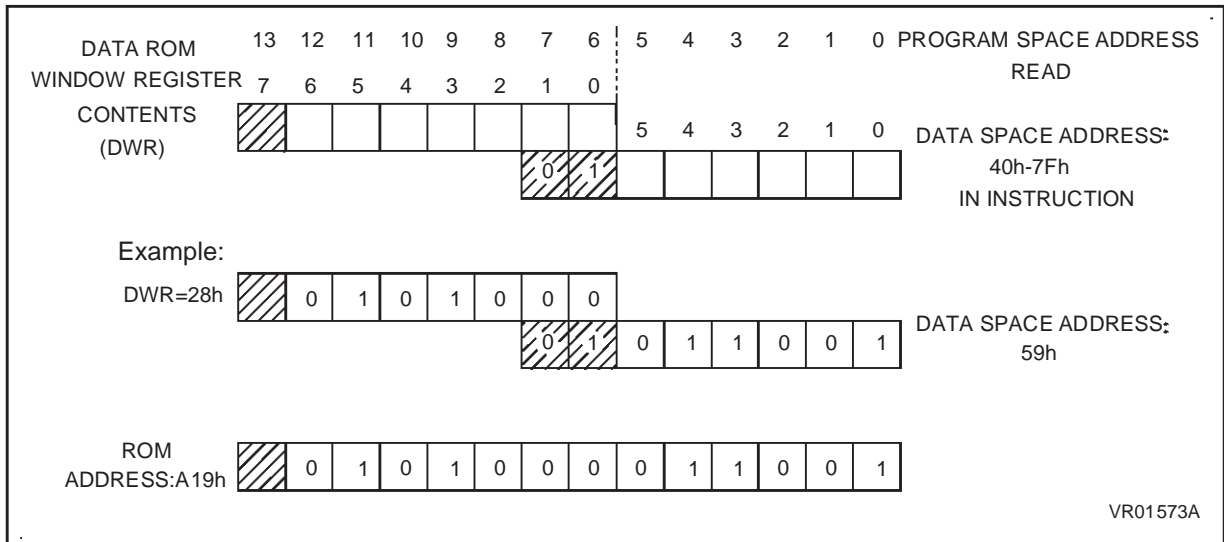 DATA ROM 13 12 11 10 9 8 7 6 5 4 3 2 1 0 PROGRAM SPACE ADDRESS
WINDOW REGISTER 7 6 5 4 3 2 1 0 READ
CONTENTS
(DWR)
5 4 3 2 1 0 DATA SPACE ADDRESS:
0 1 40h-7Fh
IN INSTRUCTION
Example:
DWR=28h 0 1 0 1 0 0 0
0 1 0 1 1 0 0 1 DATA SPACE ADDRESS:
59h
ROM
ADDRESS:A19h 0 1 0 1 0 0 0 0 1 1 0 0 1
VR01573A